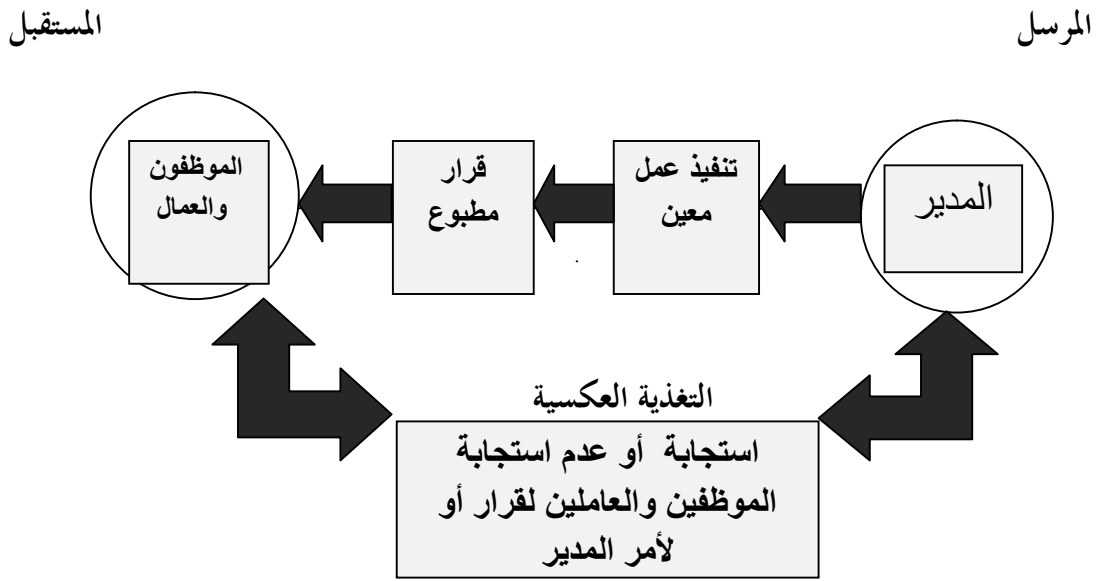 المرسل
المستقبل
المدير
تنفيذ عمل
معين
قرار
مطبوع
الموظفون
والعمال
التغذية العكسية
استجابة أو عدم استجابة
الموظفين والعاملين لقرار أو
لأمر المدير